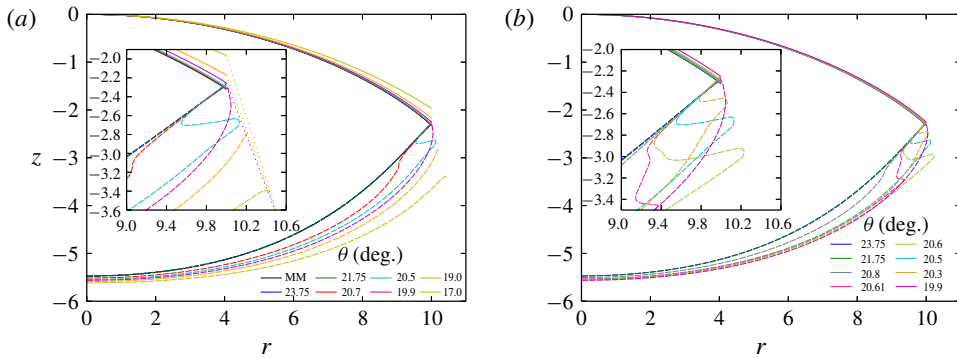 (a)
0
−1
−2
−3
−4
−5
−6
z
−2.0
−2.2
−2.4
−2.6
−2.8
−3.0
−3.2
−3.4
−3.6
9.0 9.4 9.8 10.2 10.6
θ (deg.)
MM 21.75 20.5 19.0
23.75 20.7 19.9 17.0
0 2 4 6 8 10
r
(b)
0
−1
−2
−3
−4
−5
−6
−2.0
−2.2
−2.4
−2.6
−2.8
−3.0
−3.2
−3.4
9.0 9.4 9.8 10.2 10.6
θ (deg.)
23.75 20.6
21.75 20.5
20.8 20.3
20.61 19.9
0 2 4 6 8 10
r